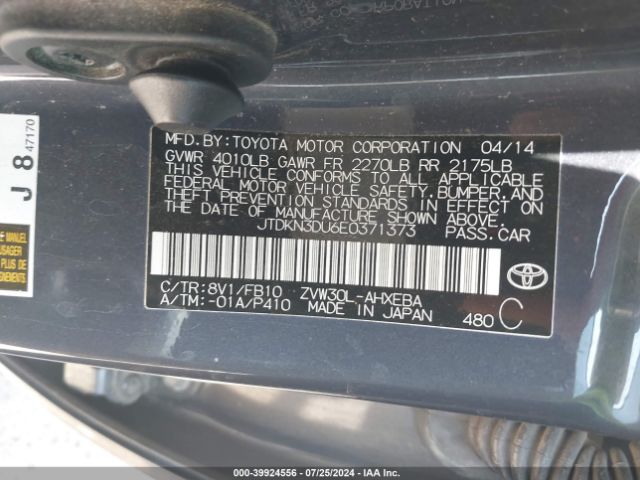 MFD.BY:TOYOTA MOTOR CORPORATION 04/14
GVWR 4010LB GAWR FR 2270LB RR 2175LB
THIS VEHICLE CONFORMS TO ALL APPLICABLE
FEDERAL MOTOR VEHICLE SAFETY, BUMPER, AND
THEFT PREVENTION STANDARDS IN EFFECT ON
THE DATE OF MANUFACTURE SHOWN ABOVE.
JTDKN3DU6E0371373 PASS.CAR
C/TR:8V1/FB10 ZVW30L-AHXEBA
A/TM:-01A/P410 MADE IN JAPAN 480 C
TOYOTA
J 8
47170
LE MANUEL
000-39924556 - 07/25/2024 - IAA Inc.